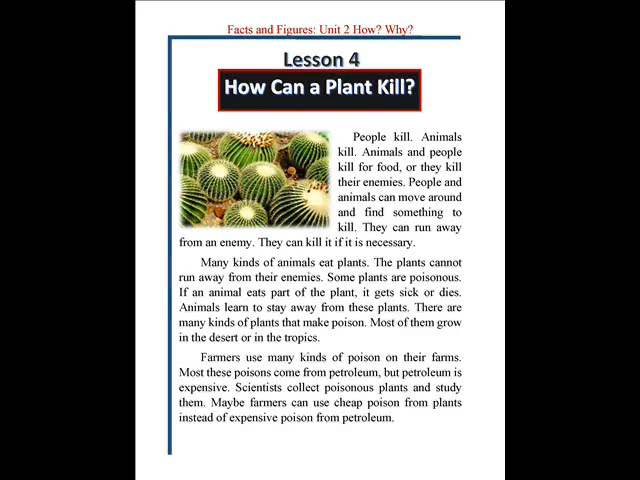 Facts and Figures: Unit 2 How? Why?
Lesson 4
How Can a Plant Kill?
People kill. Animals
kill. Animals and people
kill for food, or they kill
their enemies. People and
animals can move around
and find something to
kill. They can run away
from an enemy. They can kill it if it is necessary.
Many kinds of animals eat plants. The plants cannot
run away from their enemies. Some plants are poisonous.
If an animal eats part of the plant, it gets sick or dies.
Animals learn to stay away from these plants. There are
many kinds of plants that make poison. Most of them grow
in the desert or in the tropics.
Farmers use many kinds of poison on their farms.
Most these poisons come from petroleum, but petroleum is
expensive. Scientists collect poisonous plants and study
them. Maybe farmers can use cheap poison from plants
instead of expensive poison from petroleum.